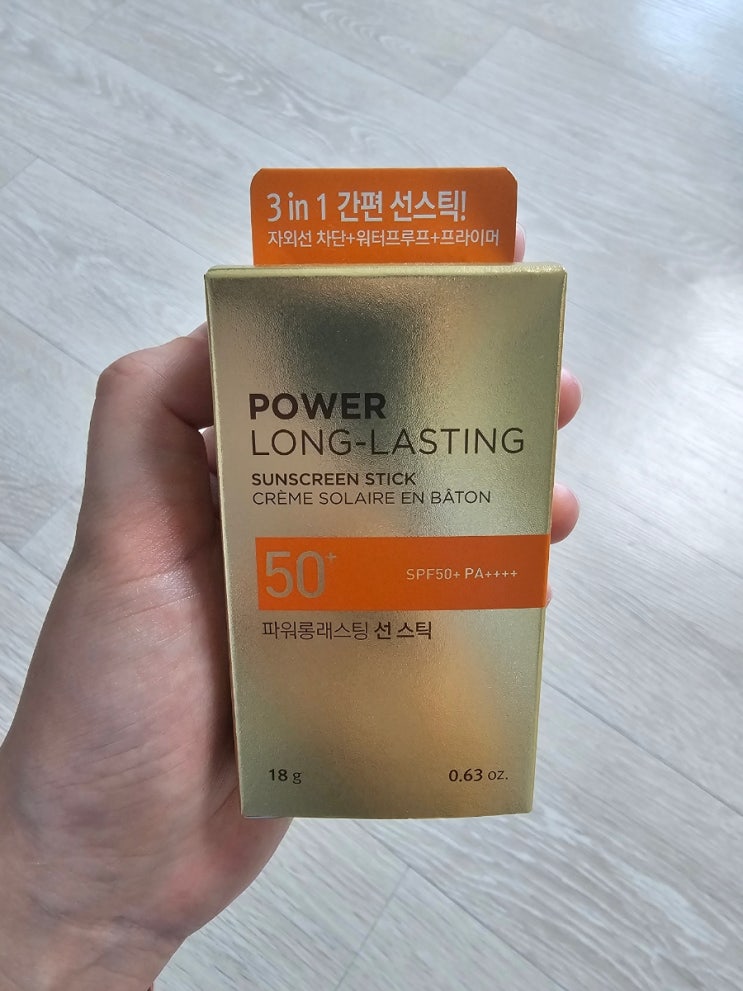 3 in 1 간편 선스틱!
자외선 차단+워터프루프+프라이머
POWER
LONG-LASTING
SUNSCREEN STICK
CRÈME SOLAIRE EN BÂTON
50+
SPF50+ PA++++
파워롱래스팅 선 스틱
18 g
0.63 oz.